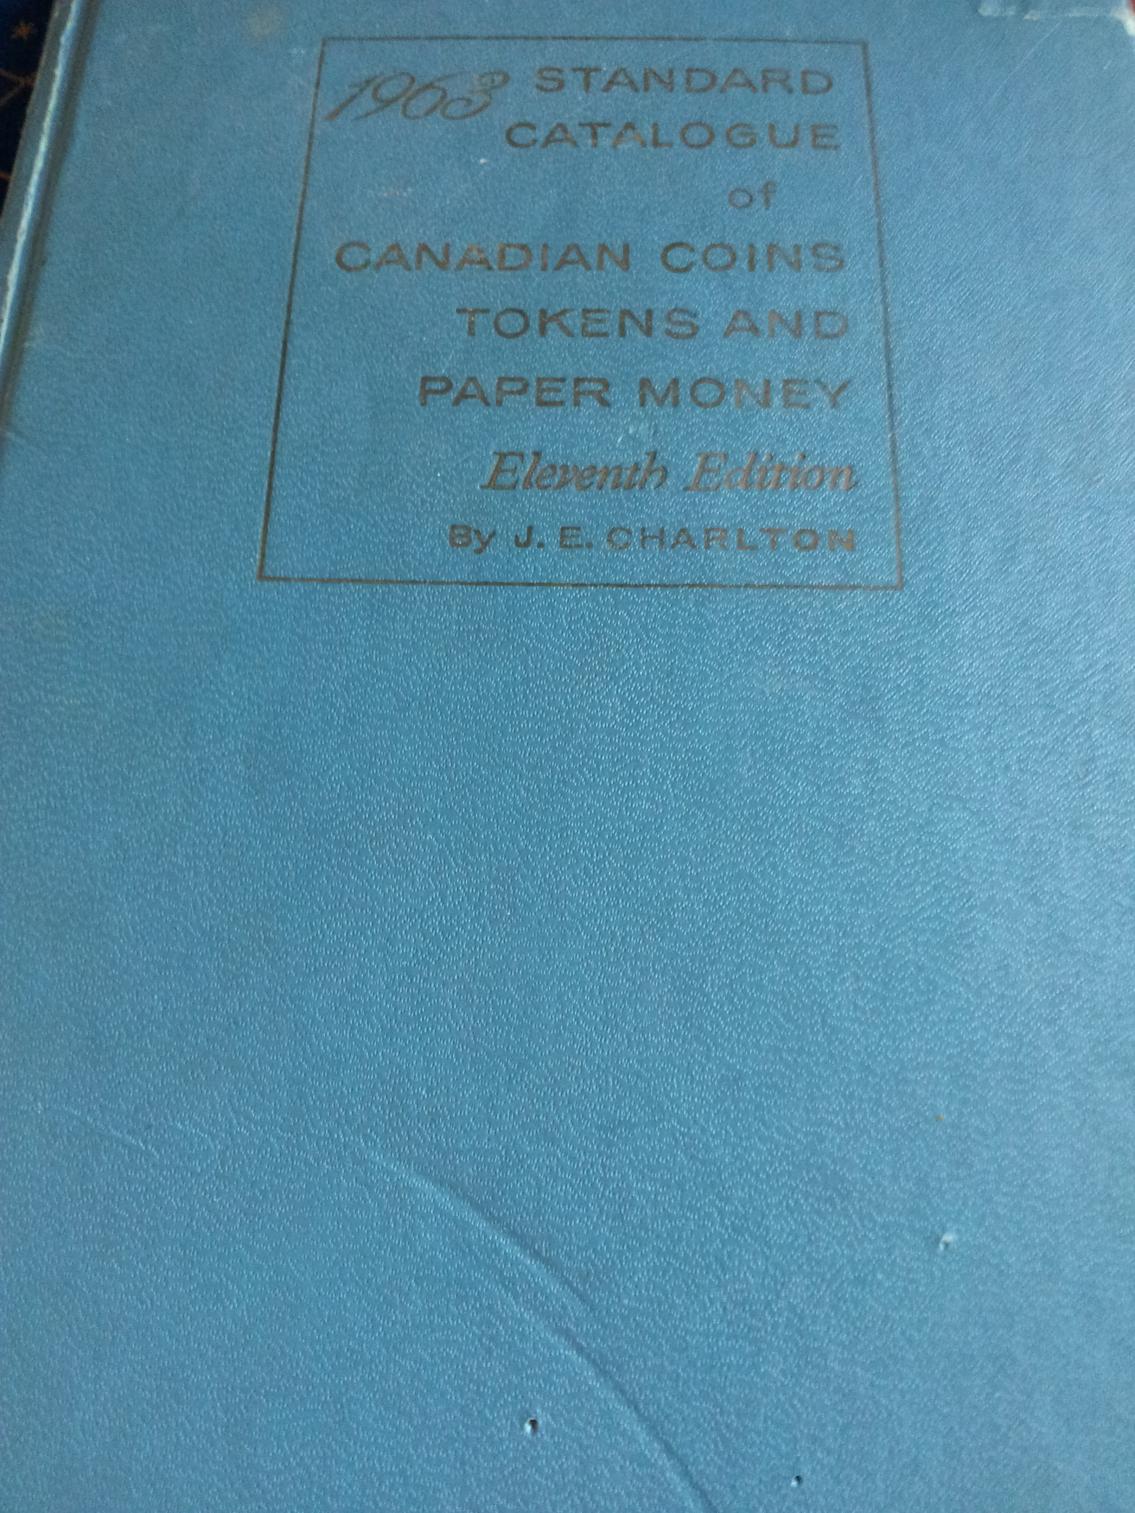 1963 STANDARD
CATALOGUE
of
CANADIAN COINS
TOKENS AND
PAPER MONEY
Eleventh Edition
By J. E. CHARLTON